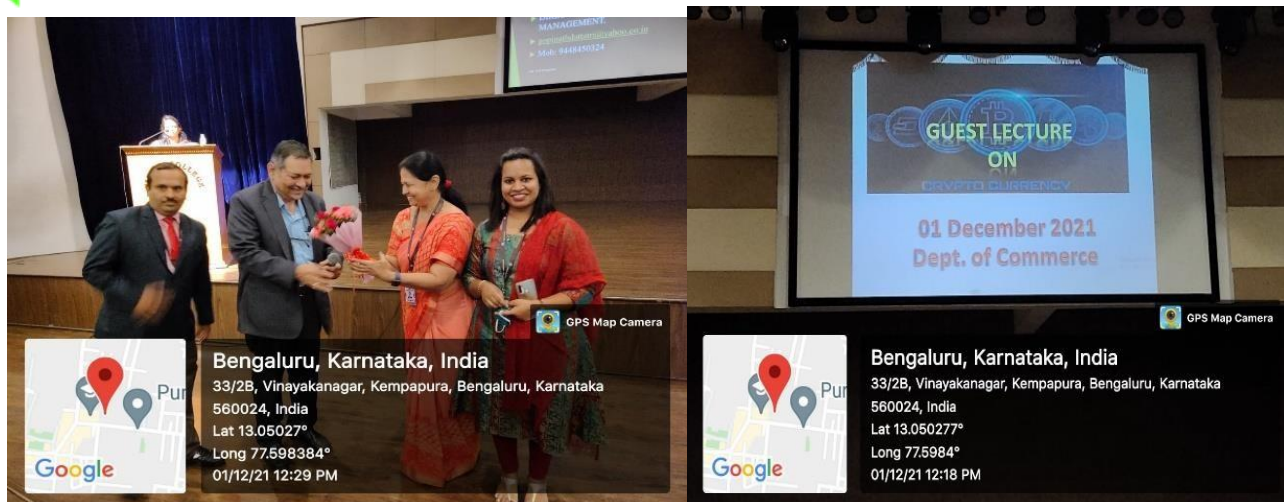 MANAGEMENT.
Mob: 9448450324
COLLEGE
GPS Map Camera
Bengaluru, Karnataka, India
33/2B, Vinayakanagar, Kempapura, Bengaluru, Karnataka
560024, India
Lat 13.05027°
Long 77.598384°
01/12/21 12:29 PM
Pur
Google
GUEST LECTURE
ON
CRYPTO CURRENCY
01 December 2021
Dept. of Commerce
GPS Map Camera
Bengaluru, Karnataka, India
33/2B, Vinayakanagar, Kempapura, Bengaluru, Karnataka
560024, India
Lat 13.050277°
Long 77.5984°
01/12/21 12:18 PM
Pur
Google